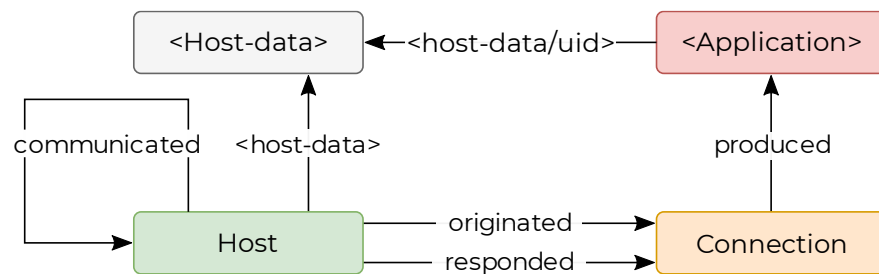 <Host-data>
<host-data/uid>
<Application>
communicated
<host-data>
produced
Host
originated
responded
Connection